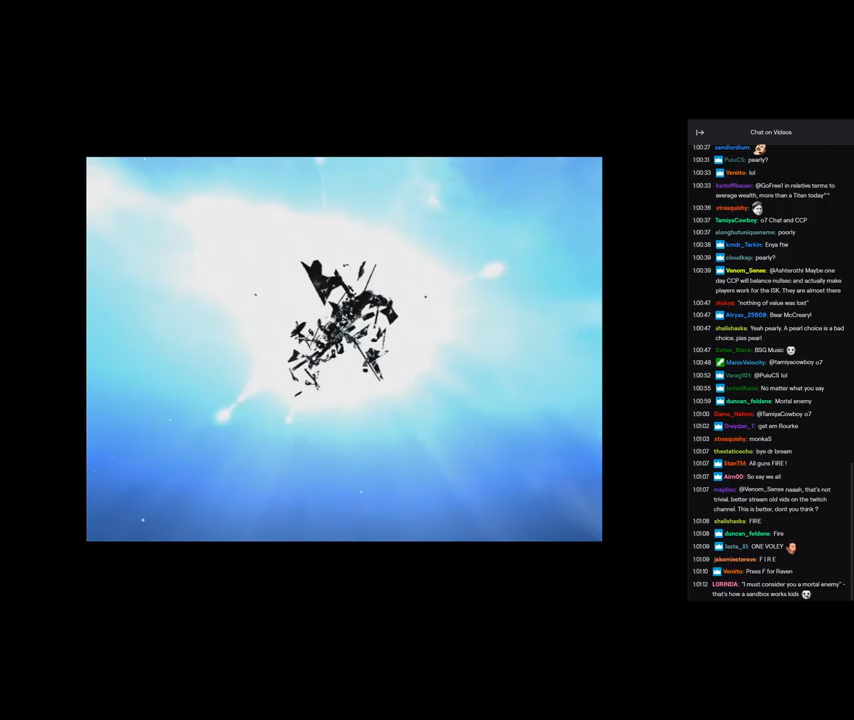 Chat on Videos
1:00:27 sandlordium:
1:00:31 PuiuCS: pearly?
1:00:33 Venirto: lol
1:00:33 kartofflbauer: @GoFree1 in relative terms to
average wealth, more than a Titan today^^
1:00:36 xtrasquishy:
1:00:37 TamiyaCowboy: o7 Chat and CCP
1:00:37 alongbutuniquename: poorly
1:00:38 kmdr_Tarkin: Enya ftw
1:00:39 cloudkap: pearly?
1:00:39 Venom_Sense: @Ashterothi Maybe one
day CCP will balance nullsec and actually make
players work for the ISK. They are almost there
1:00:47 "nothing of value was lost"
1:00:47 Atryaz_25609: Bear McCreary!
1:00:47 shalishaska: Yeah pearly. A pearl choice is a bad
choice, piss pear!
1:00:47 Dallas_Black: BSG Music
1:00:48 ManicVelocity: @tamiyacowboy o7
1:00:52 Varag101: @PuiuCS lol
1:00:55 No matter what you say
1:00:59 duncan_feldane: Mortal enemy
1:01:00 Dama_Nation: @TamiyaCowboy o7
1:01:02 Dreydan_7: get em Rourke
1:01:03 xtrasquishy: monkaS
1:01:07 thestaticecho: bye dr bream
1:01:07 StanTM: All guns FIRE !
1:01:07 Airn00: So say we all
1:01:07 @Venom_Sense naaah, that's not
trivial. better stream old vids on the twitch
channel. This is better, dont you think ?
1:01:08 shalishaska: FIRE
1:01:08 duncan_feldane: Fire
1:01:09 Jasta_XI: ONE VOLEY
1:01:09 jakemiestereve: F I R E
1:01:10 Venirto: Press F for Raven
1:01:12 L0RINDA: "I must consider you a mortal enemy" -
that's how a sandbox works kids